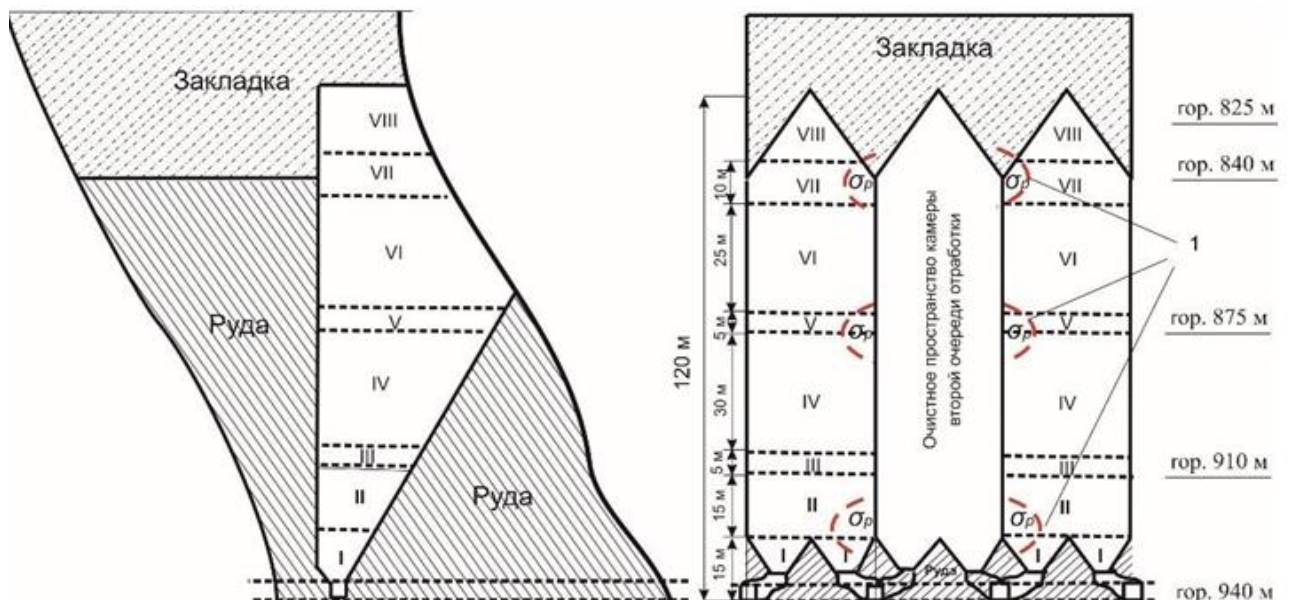 Закладка
VIII
VII
VI
V
IV
III
II
I
Руда
Руда
Закладка
VIII
VIII
VII
σр
σр
VII
VI
VI
V
σр
σр
V
IV
IV
III
III
II
σр
σр
II
I
I
I
I
Руда
Очистное пространство камеры
второй очереди отработки
120 м
10 м
25 м
5 м
30 м
5 м
15 м
15 м
1
гор. 825 м
гор. 840 м
гор. 875 м
гор. 910 м
гор. 940 м